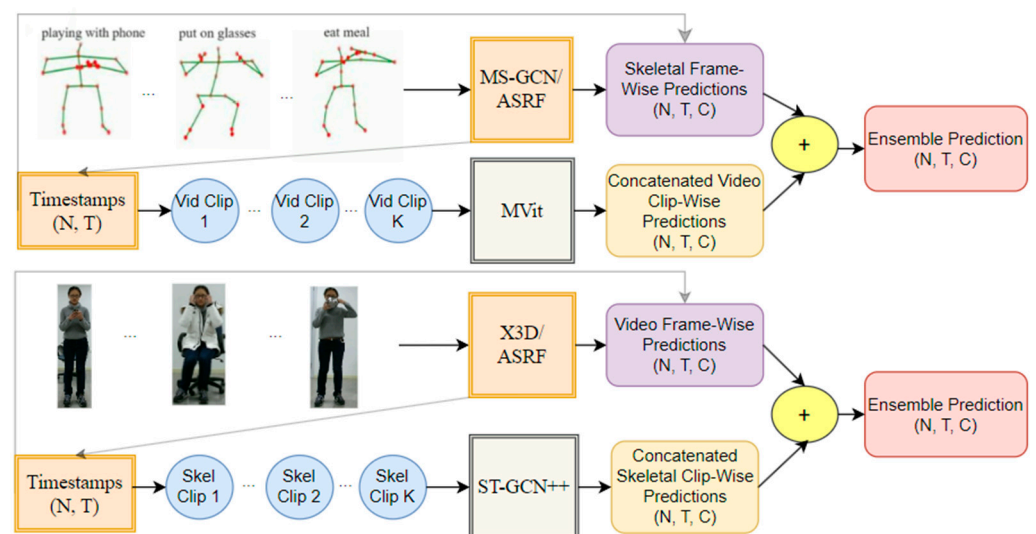 playing with phone
put on glasses
eat meal
...
...
MS-GCN/
ASRF
Skeletal Frame-
Wise Predictions
(N, T, C)
+
Ensemble Prediction
(N, T, C)
Timestamps
(N, T)
Vid Clip
1
...
Vid Clip
2
...
Vid Clip
K
MVit
Concatenated Video
Clip-Wise
Predictions
(N, T, C)
...
...
X3D/
ASRF
Video Frame-Wise
Predictions
(N, T, C)
+
Ensemble Prediction
(N, T, C)
Timestamps
(N, T)
Skel
Clip 1
...
Skel
Clip 2
...
Skel
Clip K
ST-GCN++
Concatenated
Skeletal Clip-Wise
Predictions
(N, T, C)